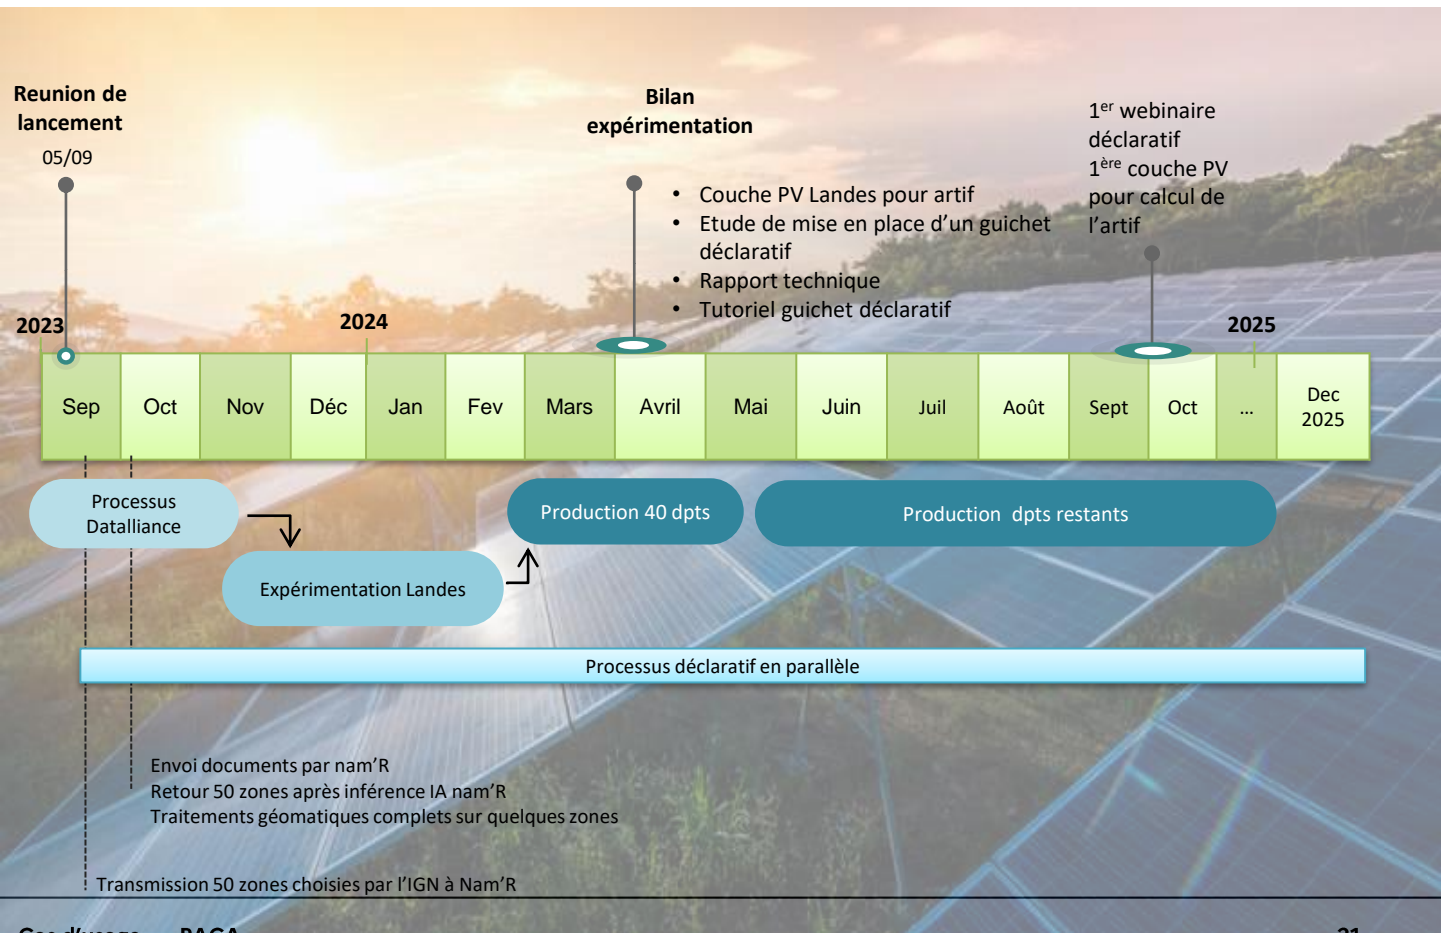 Reunion de
lancement
05/09
Bilan
expérimentation
• Couche PV Landes pour artif
• Etude de mise en place d'un guichet
déclaratif
• Rapport technique
• Tutoriel guichet déclaratif
1er webinaire
déclaratif
1ère couche PV
pour calcul de
l'artif
2023
2024
2025
Sep Oct Nov Déc Jan Fev Mars Avril Mai Juin Juil Août Sept Oct ... Dec
2025
Processus
Datalliance
Expérimentation Landes
Production 40 dpts
Production dpts restants
Processus déclaratif en parallèle
Envoi documents par nam'R
Retour 50 zones après inférence IA nam'R
Traitements géomatiques complets sur quelques zones
Transmission 50 zones choisies par l'IGN à Nam'R